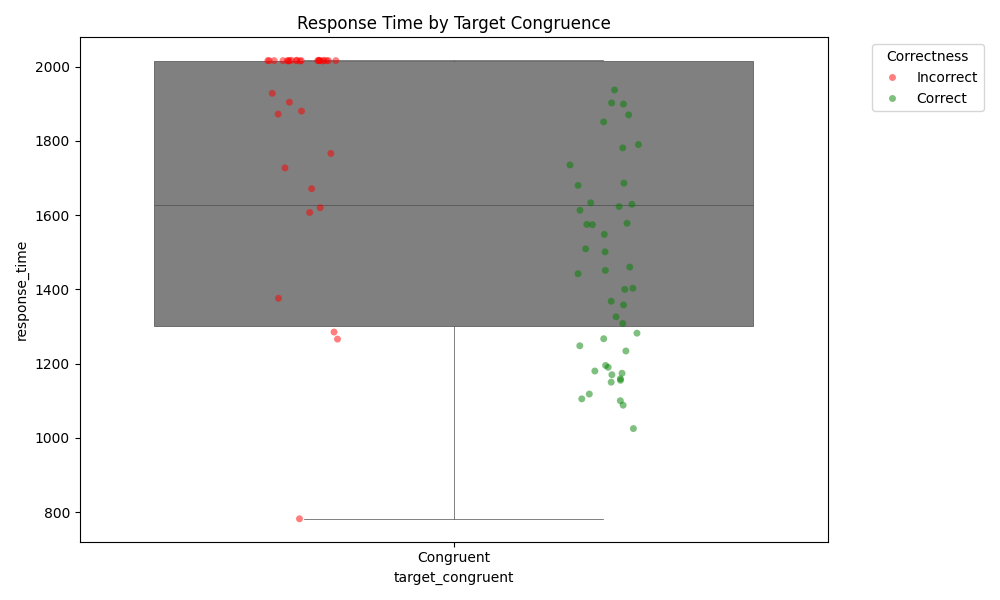 Response Time by Target Congruence
Correctness
Incorrect
Correct
response_time
2000
1800
1600
1400
1200
1000
800
Congruent
target_congruent